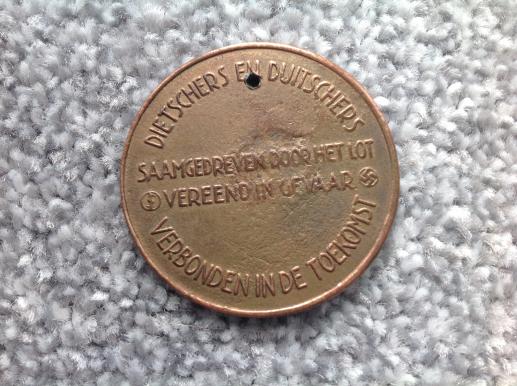 DIETSCHERS EN DUITSCHERS
SAAMGEDREVEN DOOR HET LOT
VEREEND IN GEVAAR
VERBONDEN IN DE TOEKOMST